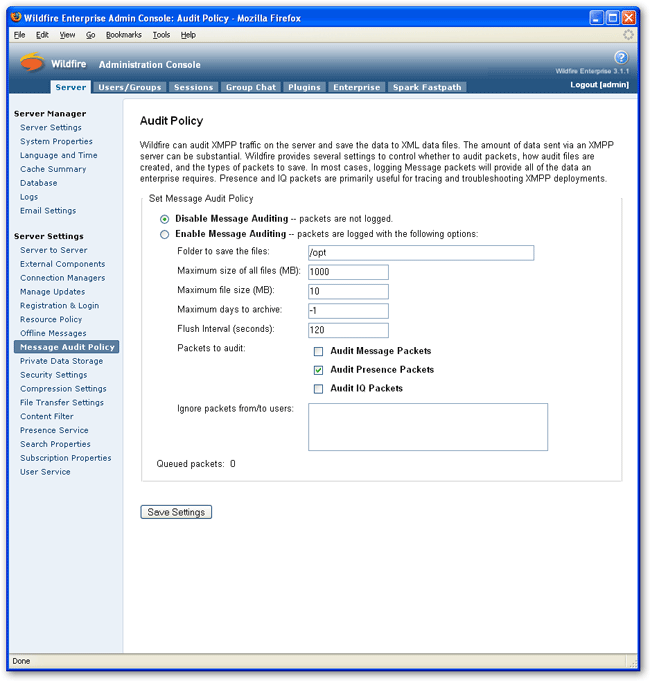 Wildfire Enterprise Admin Console: Audit Policy - Mozilla Firefox
File Edit View Go Bookmarks Tools Help
Wildfire Administration Console
Wildfire Enterprise 3.1.1
Server Users/Groups Sessions Group Chat Plugins Enterprise Spark Fastpath Logout [admin]
Server Manager
Server Settings
System Properties
Language and Time
Cache Summary
Database
Logs
Email Settings
Server Settings
Server to Server
External Components
Connection Managers
Manage Updates
Registration & Login
Resource Policy
Offline Messages
Message Audit Policy
Private Data Storage
Security Settings
Compression Settings
File Transfer Settings
Content Filter
Presence Service
Search Properties
Subscription Properties
User Service
Audit Policy
Wildfire can audit XMPP traffic on the server and save the data to XML data files. The amount of data sent via an XMPP
server can be substantial. Wildfire provides several settings to control whether to audit packets, how audit files are
created, and the types of packets to save. In most cases, logging Message packets will provide all of the data an
enterprise requires. Presence and IQ packets are primarily useful for tracing and troubleshooting XMPP deployments.
Set Message Audit Policy
Disable Message Auditing -- packets are not logged.
Enable Message Auditing -- packets are logged with the following options:
Folder to save the files: /opt
Maximum size of all files (MB): 1000
Maximum file size (MB): 10
Maximum days to archive: -1
Flush Interval (seconds): 120
Packets to audit: Audit Message Packets
Audit Presence Packets
Audit IQ Packets
Ignore packets from/to users:
Queued packets: 0
Save Settings
Done